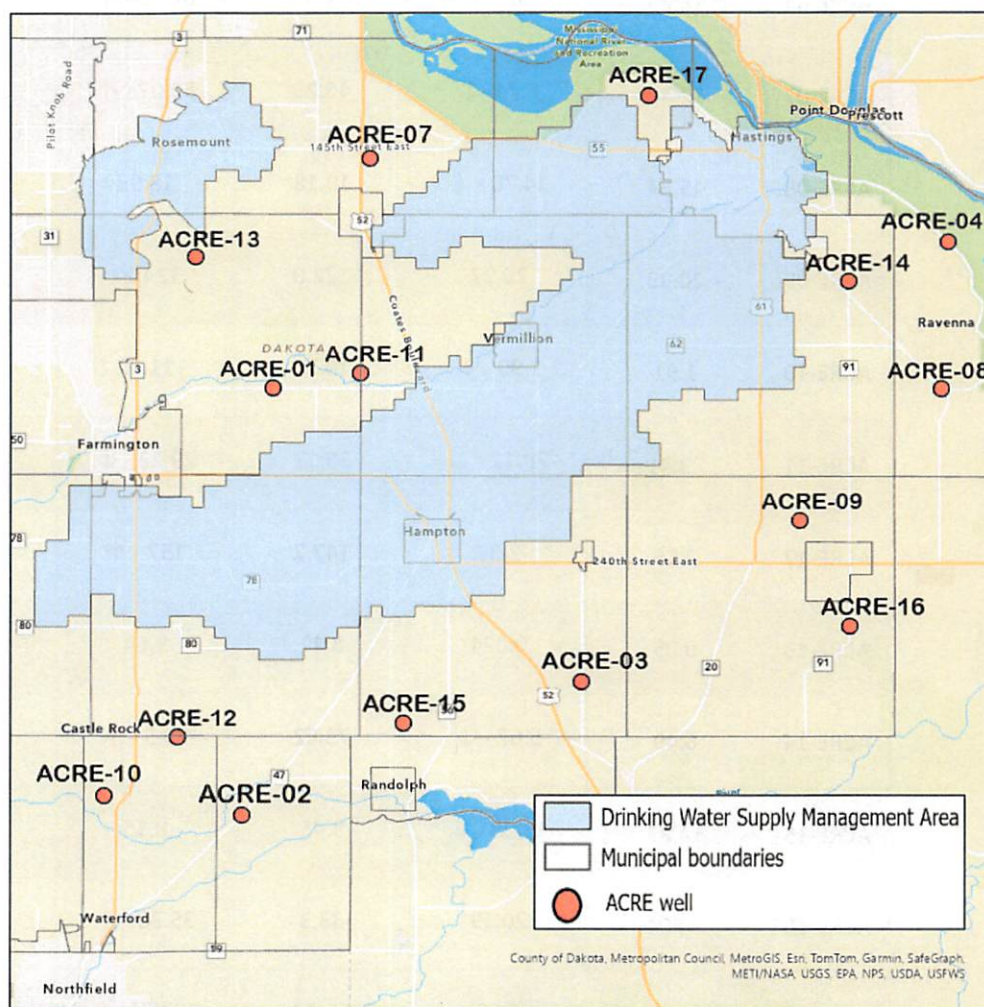 3
71
Mississippi
National River
and Recreation
Area
Pilot Knob Road
ACRE-17
Point Douglas
Prescott
Rosemount
ACRE-07
145th Street East
55
Hastings
52
31
ACRE-13
ACRE-04
ACRE-14
Ravenna
Coates Boulevard
61
Vermillion
DAKOTA
ACRE-11
62
3
ACRE-01
91
ACRE-08
50
Farmington
ACRE-09
Hampton
78
240th Street East
78
80
80
ACRE-16
91
ACRE-03
20
52
ACRE-15
56
ACRE-12
Castle Rock
ACRE-10
47
ACRE-02
Randolph
Drinking Water Supply Management Area
Municipal boundaries
ACRE well
Waterford
59
Northfield
County of Dakota, Metropolitan Council, MetroGIS, Esri, TomTom, Garmin, SafeGraph,
METI/NASA, USGS, EPA, NPS, USDA, USFWS